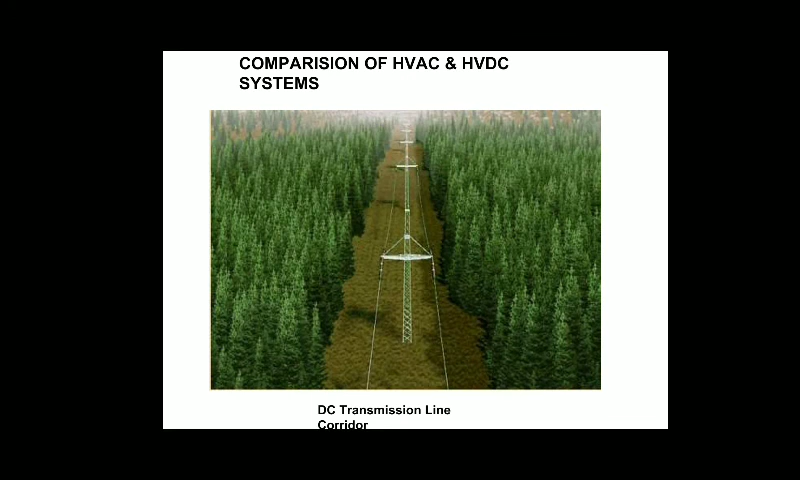 COMPARISION OF HVAC & HVDC
SYSTEMS
DC Transmission Line
Corridor